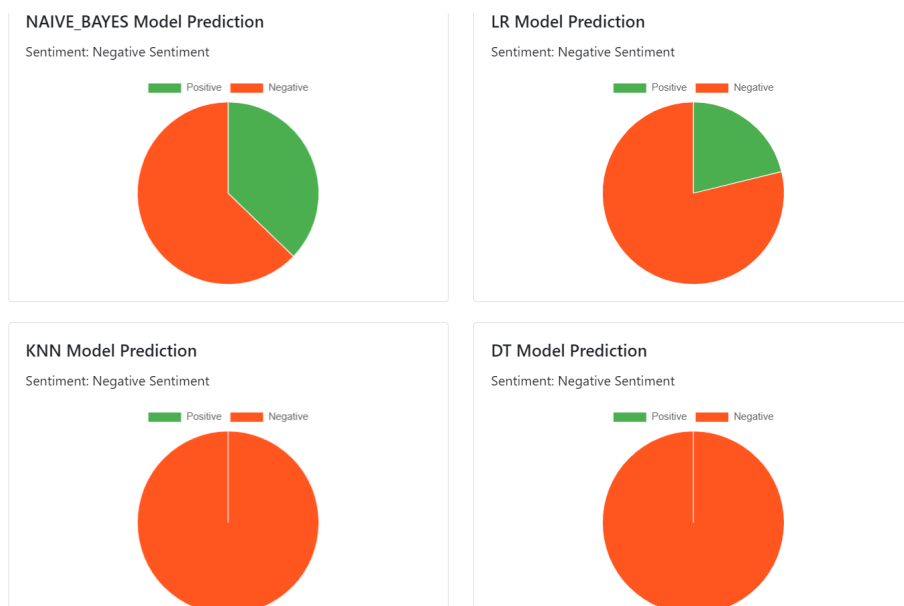 NAIVE_BAYES Model Prediction
Sentiment: Negative Sentiment
Positive Negative
LR Model Prediction
Sentiment: Negative Sentiment
Positive Negative
KNN Model Prediction
Sentiment: Negative Sentiment
Positive Negative
DT Model Prediction
Sentiment: Negative Sentiment
Positive Negative